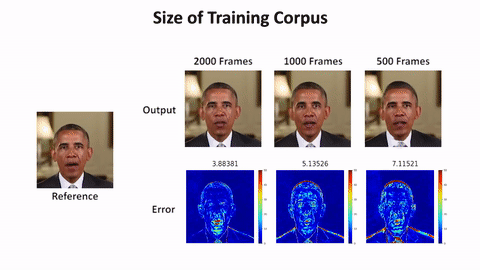 Size of Training Corpus
2000 Frames 1000 Frames 500 Frames
Output
Reference
3.88381 5.13526 7.11521
Error